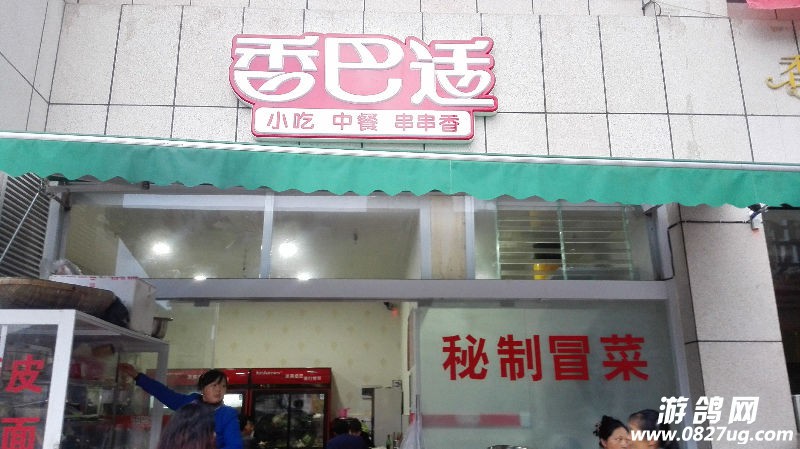 香巴适
小吃 中餐 串串香
秘制冒菜
皮
面
游鸽网
www.0827ug.com